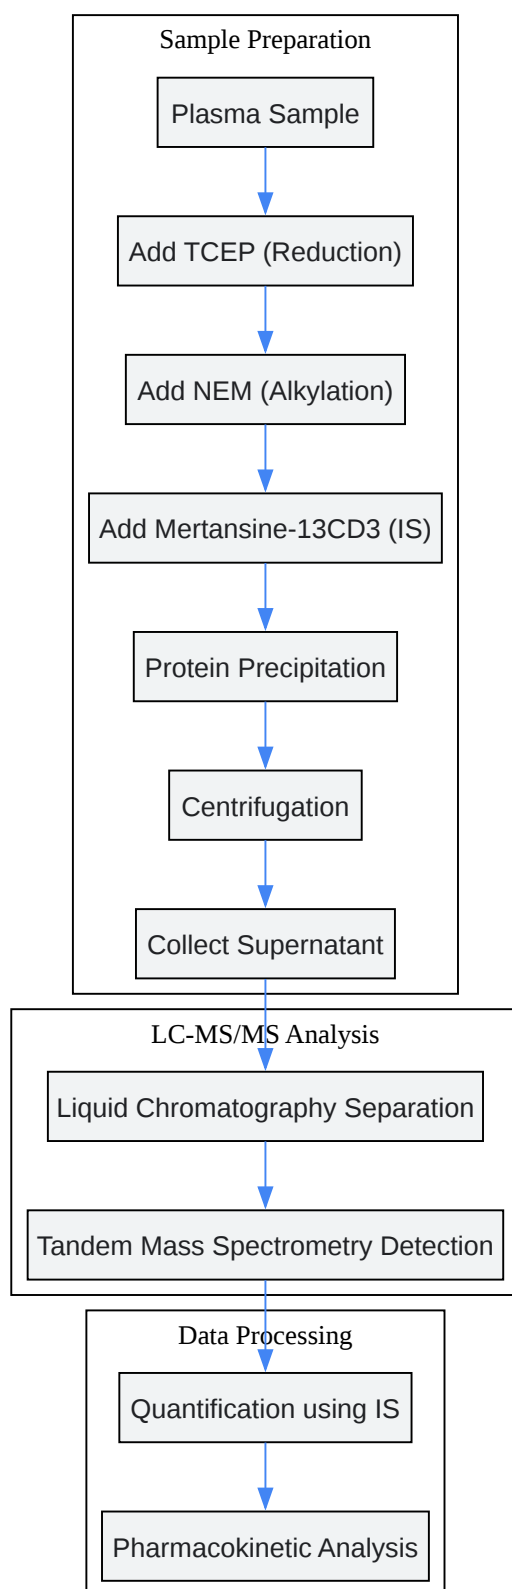 Sample Preparation
Plasma Sample
Add TCEP (Reduction)
Add NEM (Alkylation)
Add Mertansine-13CD3 (IS)
Protein Precipitation
Centrifugation
Collect Supernatant
LC-MS/MS Analysis
Liquid Chromatography Separation
Tandem Mass Spectrometry Detection
Data Processing
Quantification using IS
Pharmacokinetic Analysis